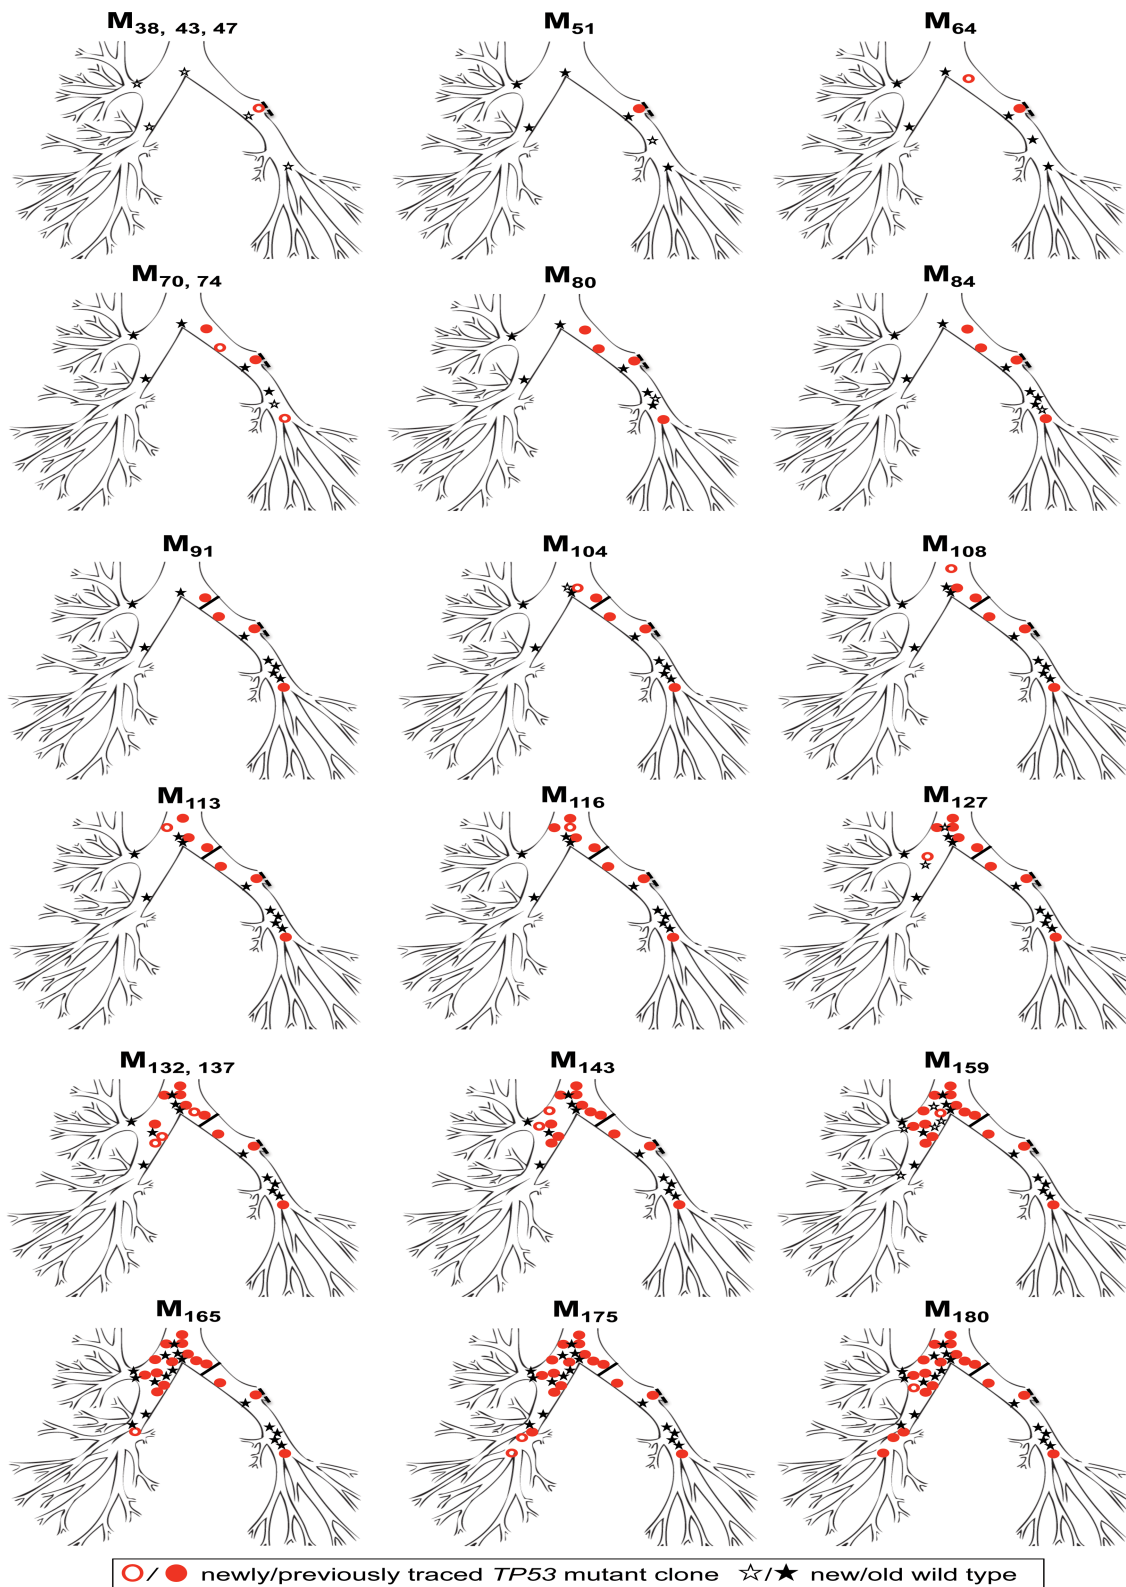 M38, 43, 47 M51 M64
M70, 74 M80 M84
M91 M104 M108
M113 M116 M127
M132, 137 M143 M159
M165 M175 M180
/ newly/previously traced TP53 mutant clone / new/old wild type